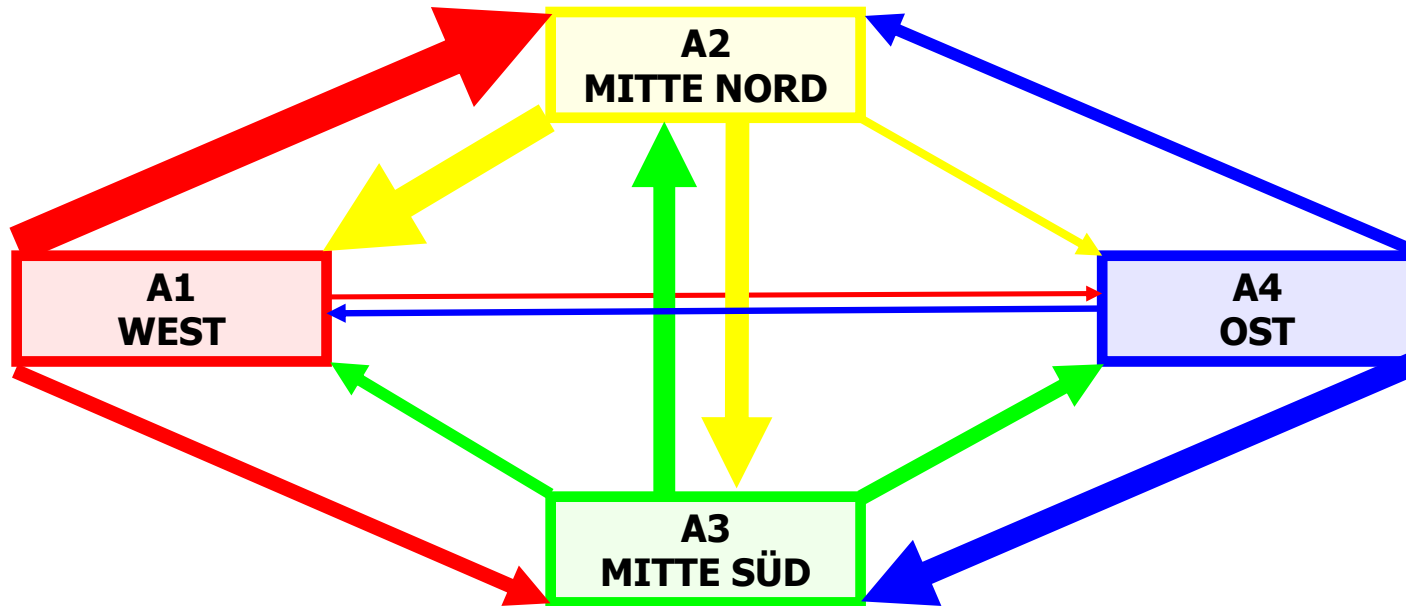 A2
MITTE NORD
A1
WEST
A4
OST
A3
MITTE SÜD